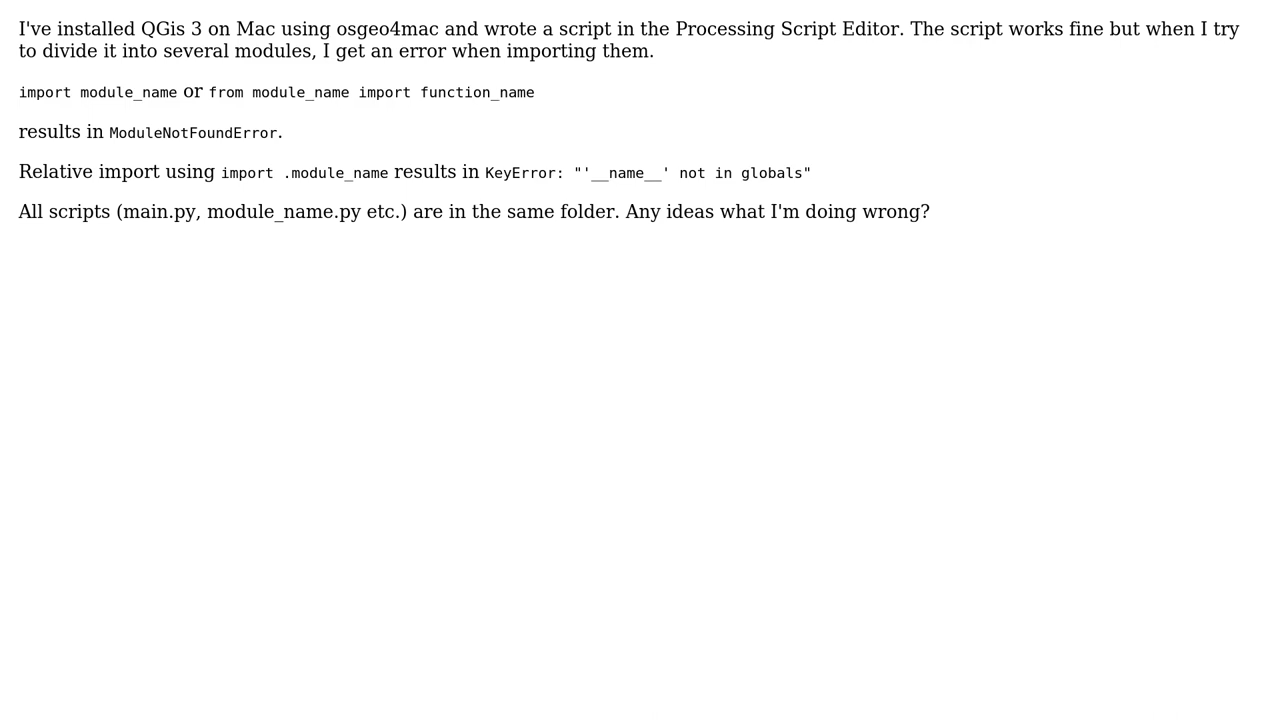 I've installed QGis 3 on Mac using osgeo4mac and wrote a script in the Processing Script Editor. The script works fine but when I try
to divide it into several modules, I get an error when importing them.
import module_name or from module_name import function_name
results in ModuleNotFoundError.
Relative import using import .module_name results in KeyError: "'__name__' not in globals"
All scripts (main.py, module_name.py etc.) are in the same folder. Any ideas what I'm doing wrong?